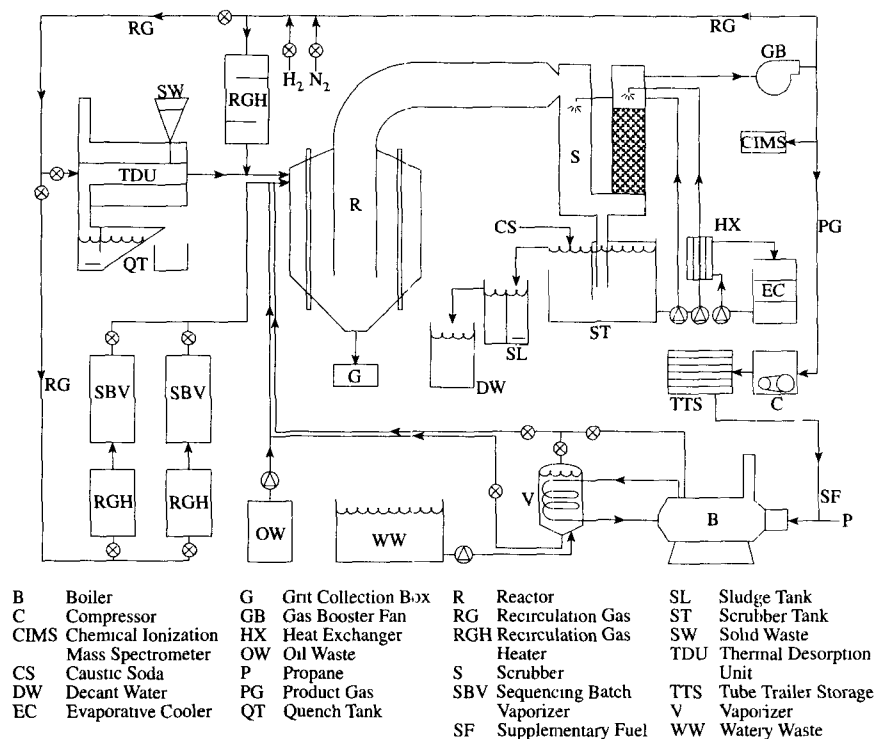 RG
RG
GB
H2 N2
SW
RGH
CIMS
TDU
R
S
HX
PG
CS
QT
EC
ST
SL
G
DW
TTS
C
RG
SBV
SBV
V
SF
RGH
RGH
OW
WW
B
P
B Boiler
C Compressor
CIMS Chemical Ionization
Mass Spectrometer
CS Caustic Soda
DW Decant Water
EC Evaporative Cooler
G Grit Collection Box
GB Gas Booster Fan
HX Heat Exchanger
OW Oil Waste
P Propane
PG Product Gas
QT Quench Tank
R Reactor
RG Recirculation Gas
RGH Recirculation Gas
Heater
S Scrubber
SBV Sequencing Batch
Vaporizer
SF Supplementary Fuel
SL Sludge Tank
ST Scrubber Tank
SW Solid Waste
TDU Thermal Desorption
Unit
TTS Tube Trailer Storage
V Vaporizer
WW Watery Waste